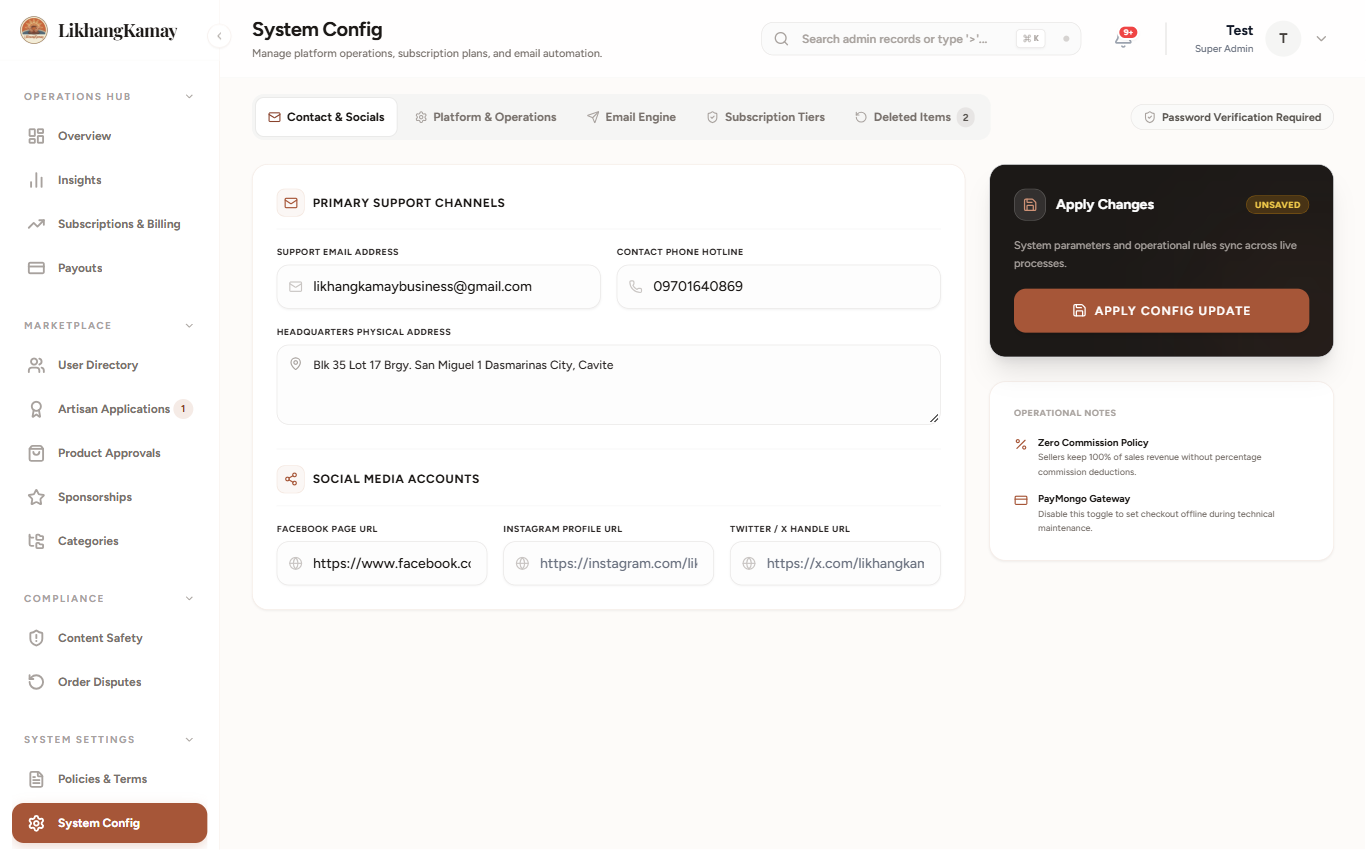 LikhangKamay
OPERATIONS HUB
Overview
Insights
Subscriptions & Billing
Payouts
MARKETPLACE
User Directory
Artisan Applications 1
Product Approvals
Sponsorships
Categories
COMPLIANCE
Content Safety
Order Disputes
SYSTEM SETTINGS
Policies & Terms
System Config
System Config
Manage platform operations, subscription plans, and email automation.
Search admin records or type '>'...
⌘ K
9+
Test
Super Admin
T
Contact & Socials
Platform & Operations
Email Engine
Subscription Tiers
Deleted Items 2
Password Verification Required
PRIMARY SUPPORT CHANNELS
SUPPORT EMAIL ADDRESS
likhangkamaybusiness@gmail.com
CONTACT PHONE HOTLINE
09701640869
HEADQUARTERS PHYSICAL ADDRESS
Blk 35 Lot 17 Brgy. San Miguel 1 Dasmarinas City, Cavite
SOCIAL MEDIA ACCOUNTS
FACEBOOK PAGE URL
https://www.facebook.cc
INSTAGRAM PROFILE URL
https://instagram.com/lik
TWITTER / X HANDLE URL
https://x.com/likhangkan
Apply Changes
UNSAVED
System parameters and operational rules sync across live
processes.
APPLY CONFIG UPDATE
OPERATIONAL NOTES
Zero Commission Policy
Sellers keep 100% of sales revenue without percentage
commission deductions.
PayMongo Gateway
Disable this toggle to set checkout offline during technical
maintenance.